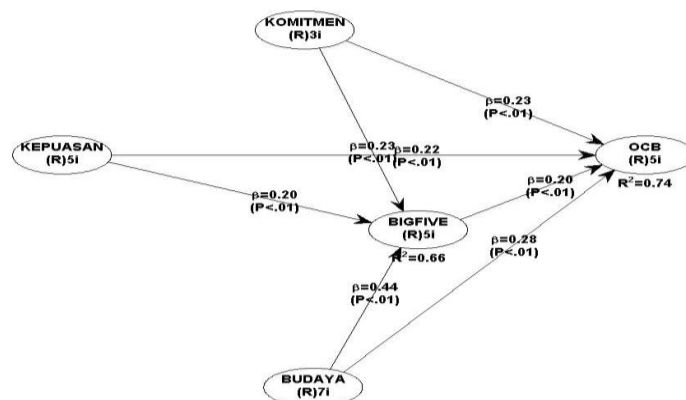 KOMITMEN
(R)3i
β=0.23
(P<.01)
KEPUASAN
(R)5i
β=0.23
(P<.01)
β=0.22
(P<.01)
OCB
(R)5i
R²=0.74
β=0.20
(P<.01)
β=0.20
(P<.01)
BIGFIVE
(R)5i
R²=0.66
β=0.28
(P<.01)
β=0.44
(P<.01)
BUDAYA
(R)7i